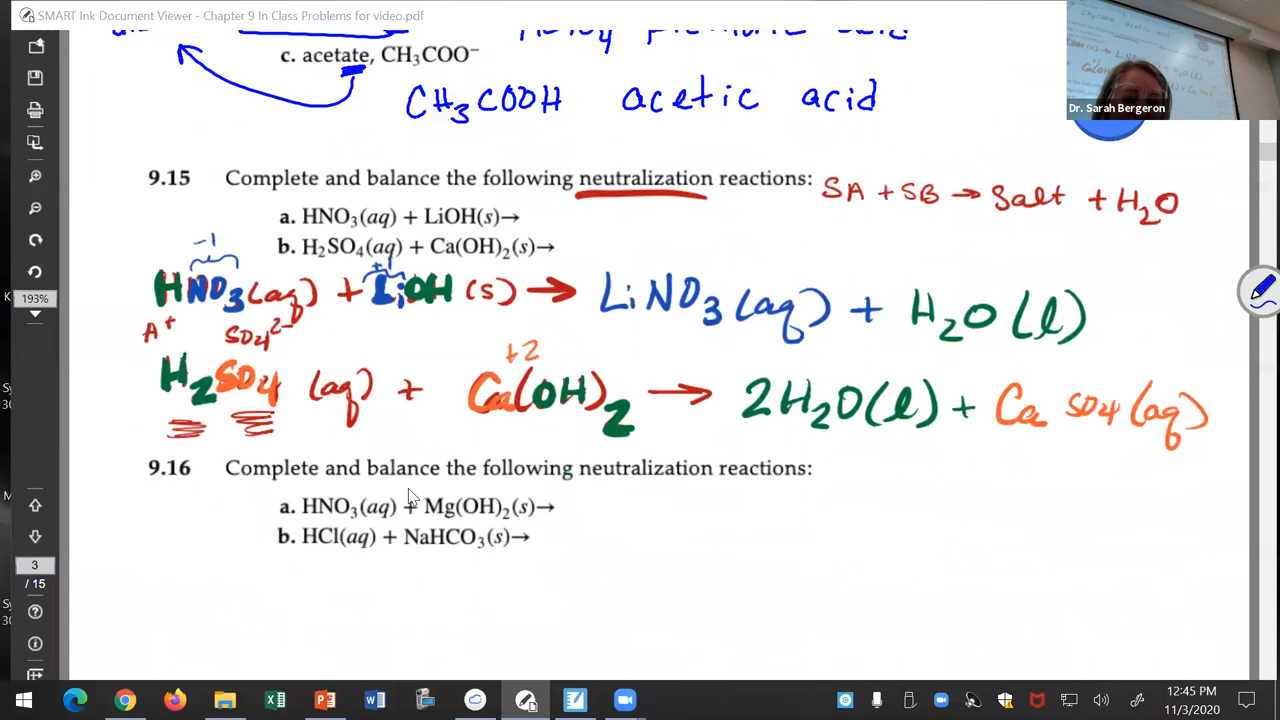 SMART Ink Document Viewer - Chapter 9 In Class Problems for video.pdf
c. acetate, CH₃COO⁻
CH₃COOH acetic acid
Dr. Sarah Bergeron
9.15 Complete and balance the following neutralization reactions: SA + SB → Salt + H₂O
a. HNO₃(aq) + LiOH(s)→
b. H₂SO₄(aq) + Ca(OH)₂(s)→
-1 +1
HNO₃(aq) + LiOH (s) → LiNO₃(aq) + H₂O(l)
A⁺ SO₄²⁻ +2
H₂SO₄ (aq) + Ca(OH)₂ → 2H₂O(l) + Ca SO₄(aq)
9.16 Complete and balance the following neutralization reactions:
a. HNO₃(aq) + Mg(OH)₂(s)→
b. HCl(aq) + NaHCO₃(s)→
193%
3
/ 15
12:45 PM
11/3/2020